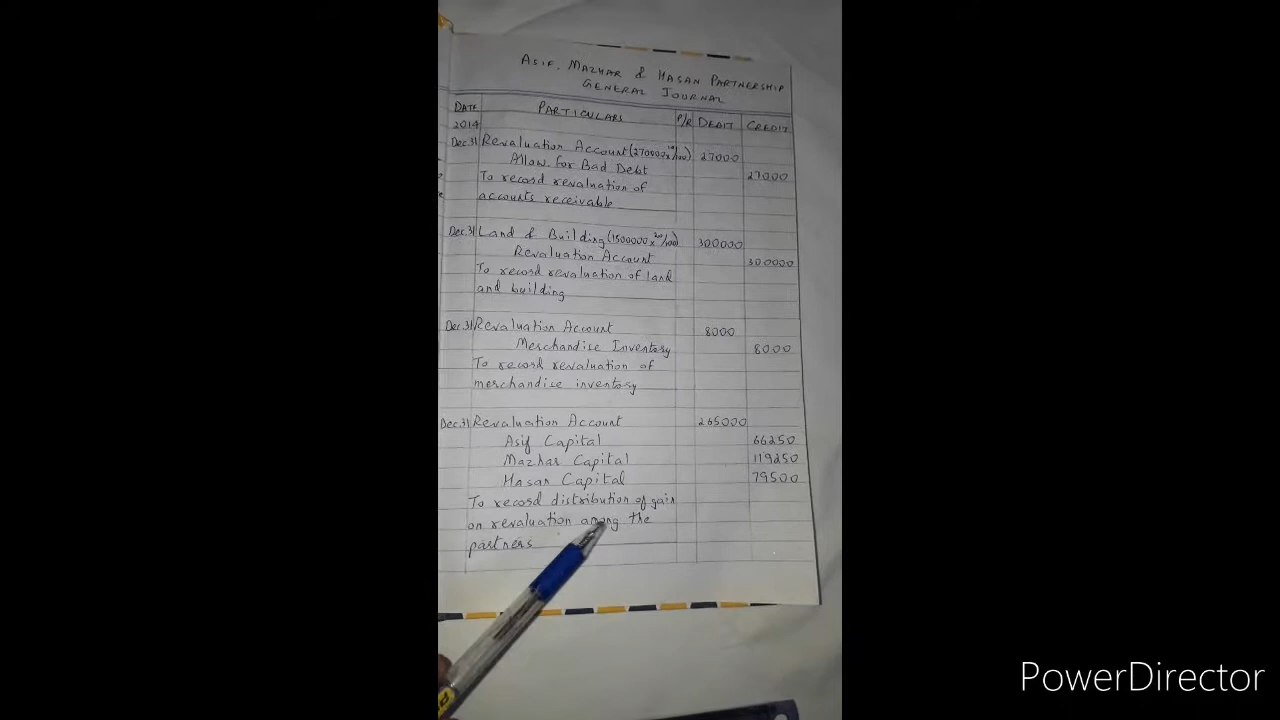 ASIF, MAZHAR & HASAN PARTNERSHIP
GENERAL JOURNAL
DATE PARTICULARS P/R DEBIT CREDIT
2014
Dec.31 Revaluation Account (270000x10/100) 27000
Allow. for Bad Debt 27000
To record revaluation of
accounts receivable
Dec.31 Land & Building (1500000x20/100) 300000
Revaluation Account 300000
To record revaluation of land
and building
Dec.31 Revaluation Account 8000
Merchandise Inventory 8000
To record revaluation of
merchandise inventory
Dec.31 Revaluation Account 265000
Asif Capital 66250
Mazhar Capital 119250
Hasan Capital 79500
To record distribution of gain
on revaluation among the
partners
PowerDirector